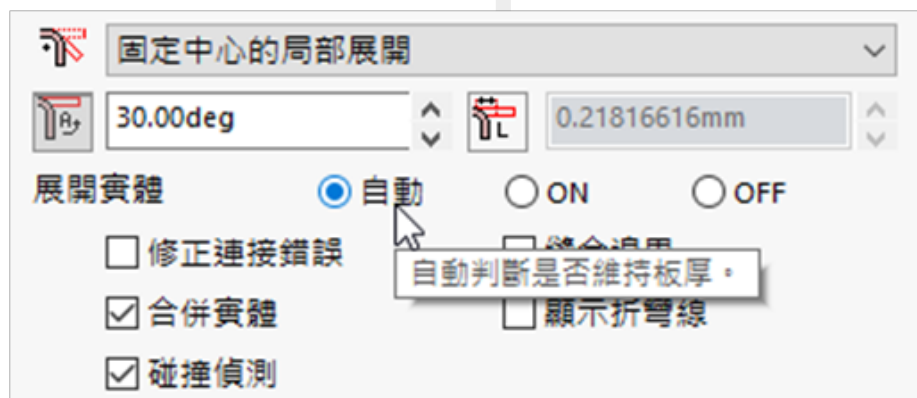 固定中心的局部展開
30.00deg L 0.21816616mm
展開實體 自動 ON OFF
修正連接錯誤
自動判斷是否維持板厚。
合併實體 顯示折彎線
碰撞偵測